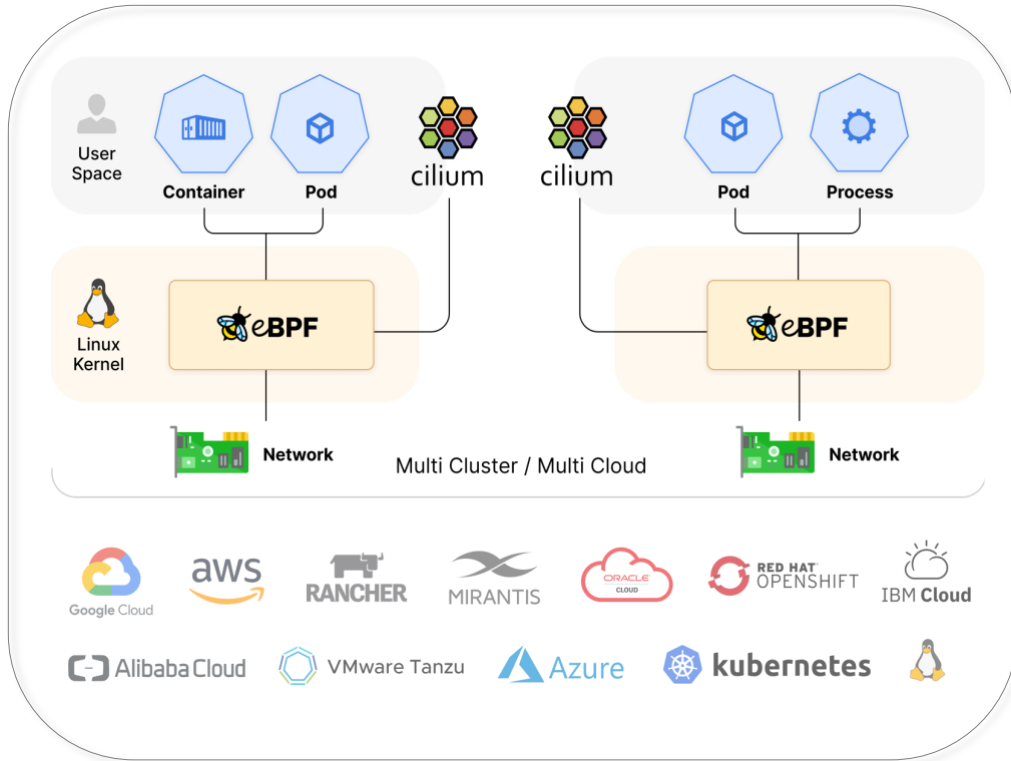 User
Space
Container
Pod
cilium
cilium
Pod
Process
Linux
Kernel
eBPF
eBPF
Network
Multi Cluster / Multi Cloud
Network
Google Cloud
aws
RANCHER
MIRANTIS
ORACLE
CLOUD
RED HAT
OPENSHIFT
IBM Cloud
Alibaba Cloud
VMware Tanzu
Azure
kubernetes